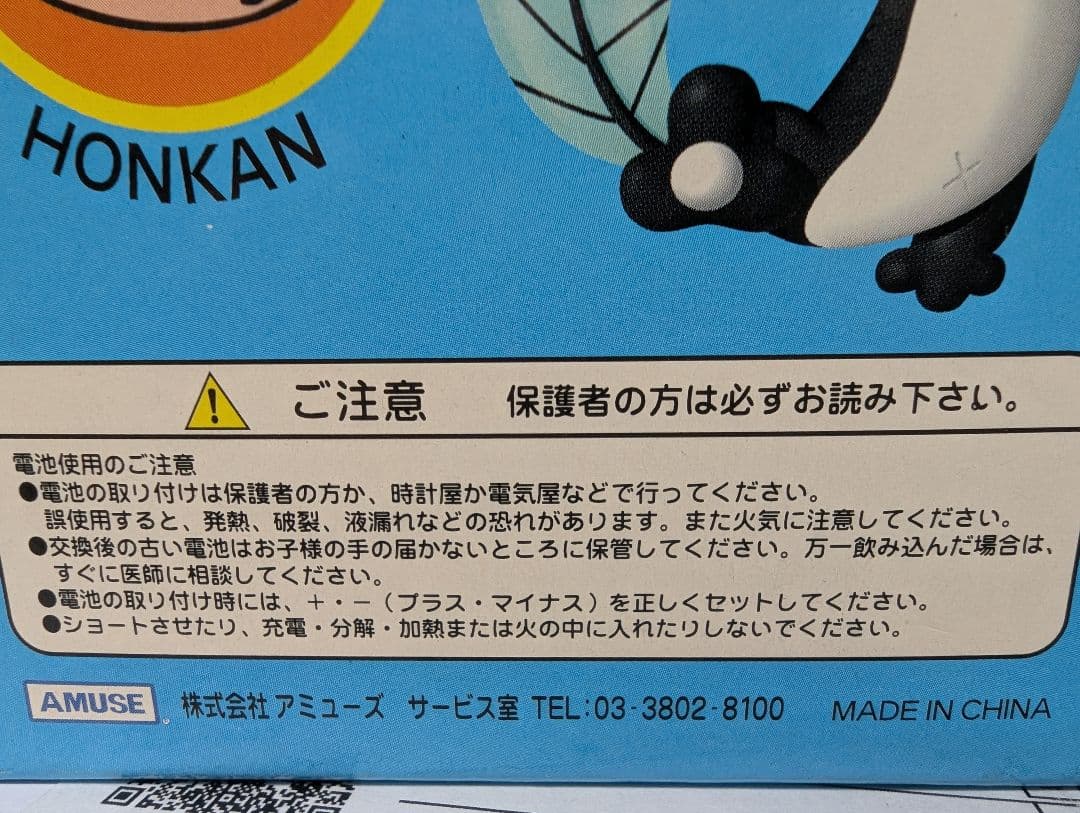 HONKAN
ご注意 保護者の方は必ずお読み下さい。
電池使用のご注意
●電池の取り付けは保護者の方か、時計屋か電気屋などで行ってください。
誤使用すると、発熱、破裂、液漏れなどの恐れがあります。また火気に注意してください。
●交換後の古い電池はお子様の手の届かないところに保管してください。万一飲み込んだ場合は、
すぐに医師に相談してください。
●電池の取り付け時には、＋・－（プラス・マイナス）を正しくセットしてください。
●ショートさせたり、充電・分解・加熱または火の中に入れたりしないでください。
AMUSE 株式会社 アミューズ サービス室 TEL:03-3802-8100 MADE IN CHINA